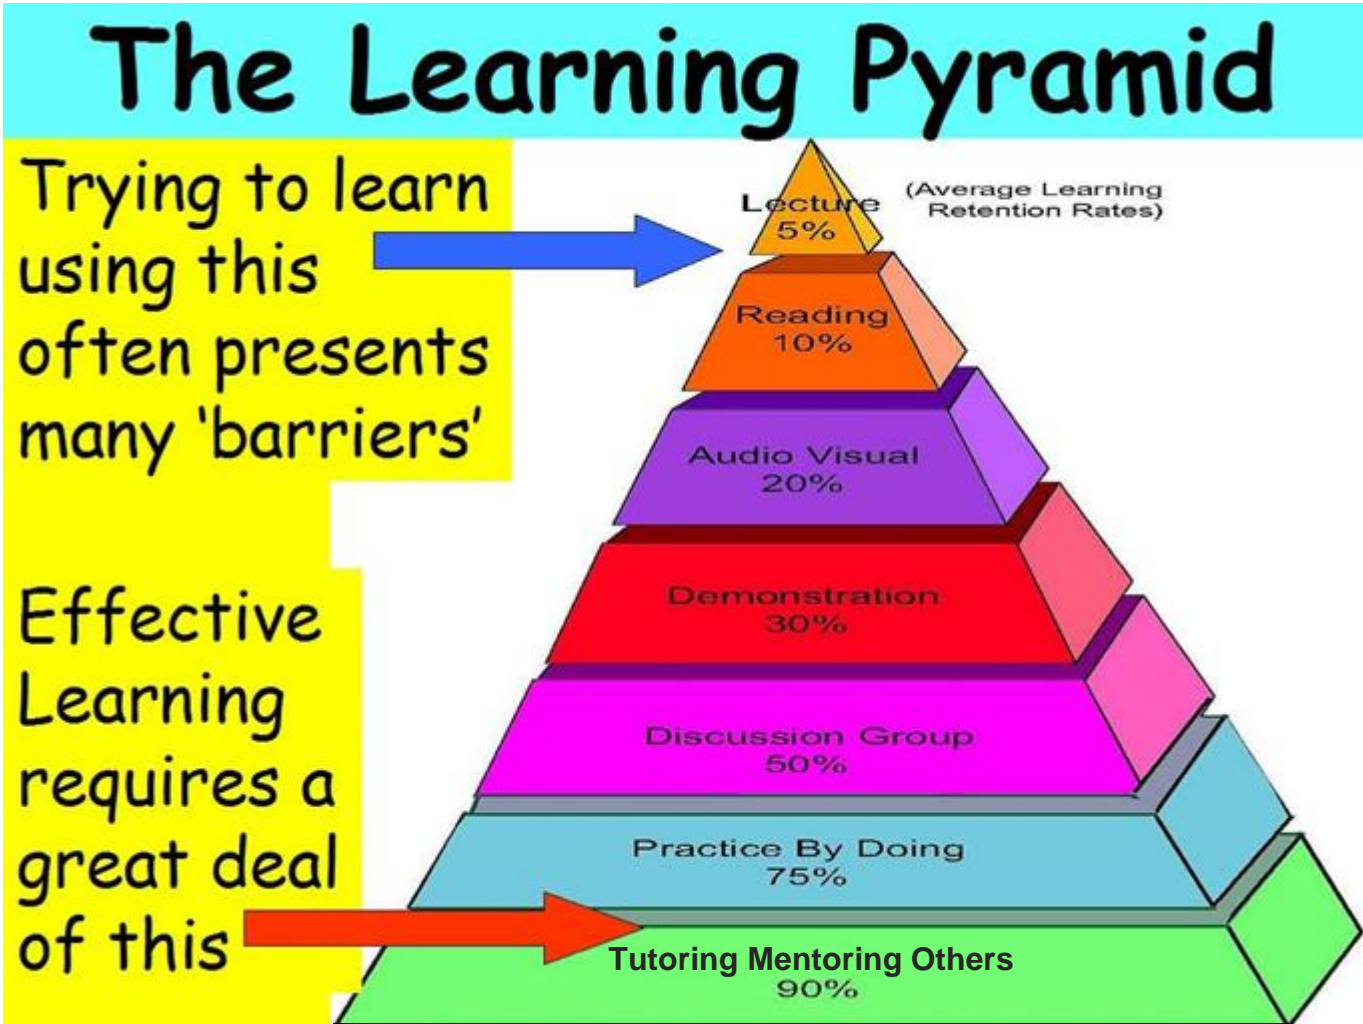 The Learning Pyramid
Trying to learn
using this
often presents
many ‘barriers’
Effective
Learning
requires a
great deal
of this
(Average Learning
Retention Rates)
Lecture
5%
Reading
10%
Audio Visual
20%
Demonstration
30%
Discussion Group
50%
Practice By Doing
75%
Tutoring Mentoring Others
90%